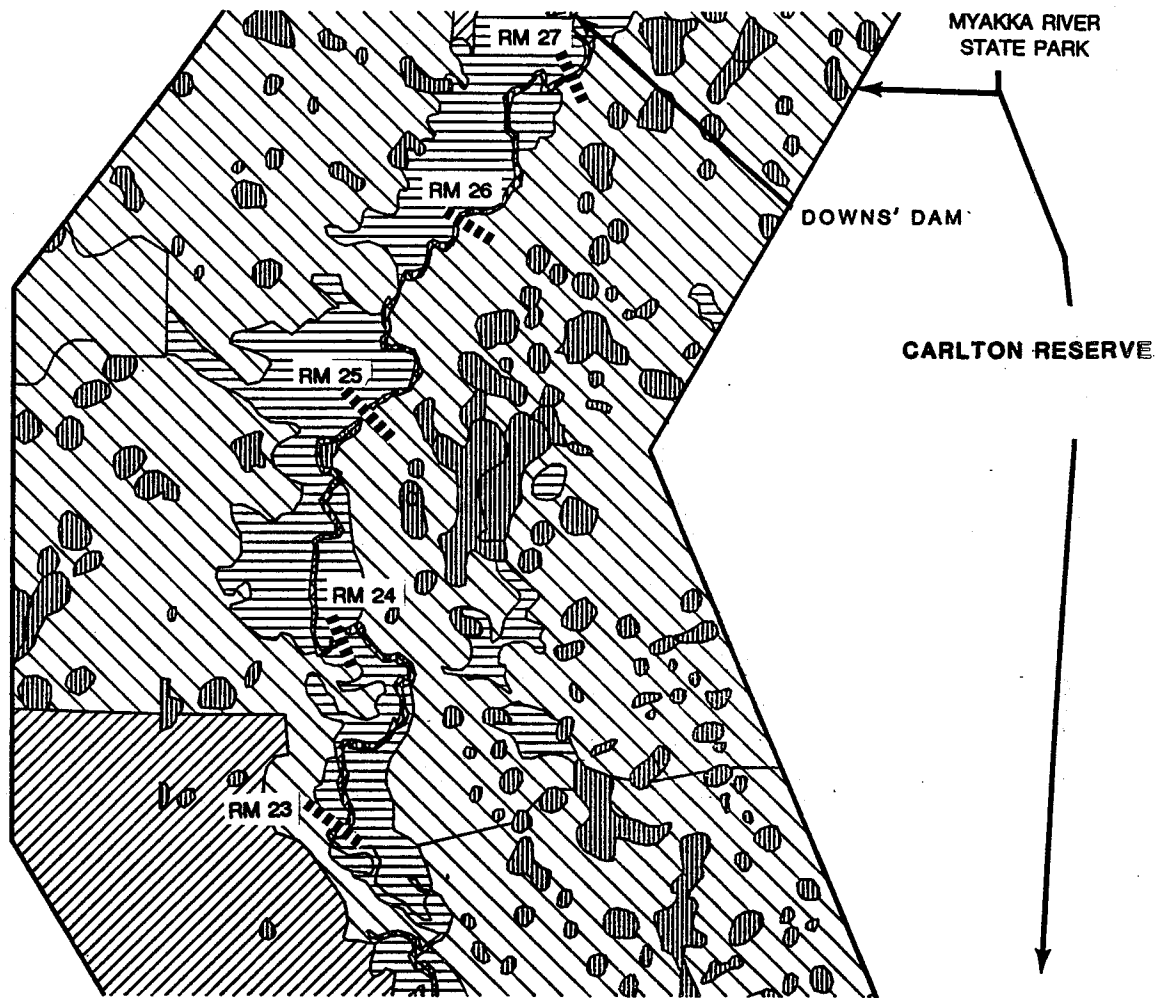 MYAKKA RIVER
STATE PARK
RM 27
RM 26
DOWNS' DAM
CARLTON RESERVE
RM 25
RM 24
RM 23